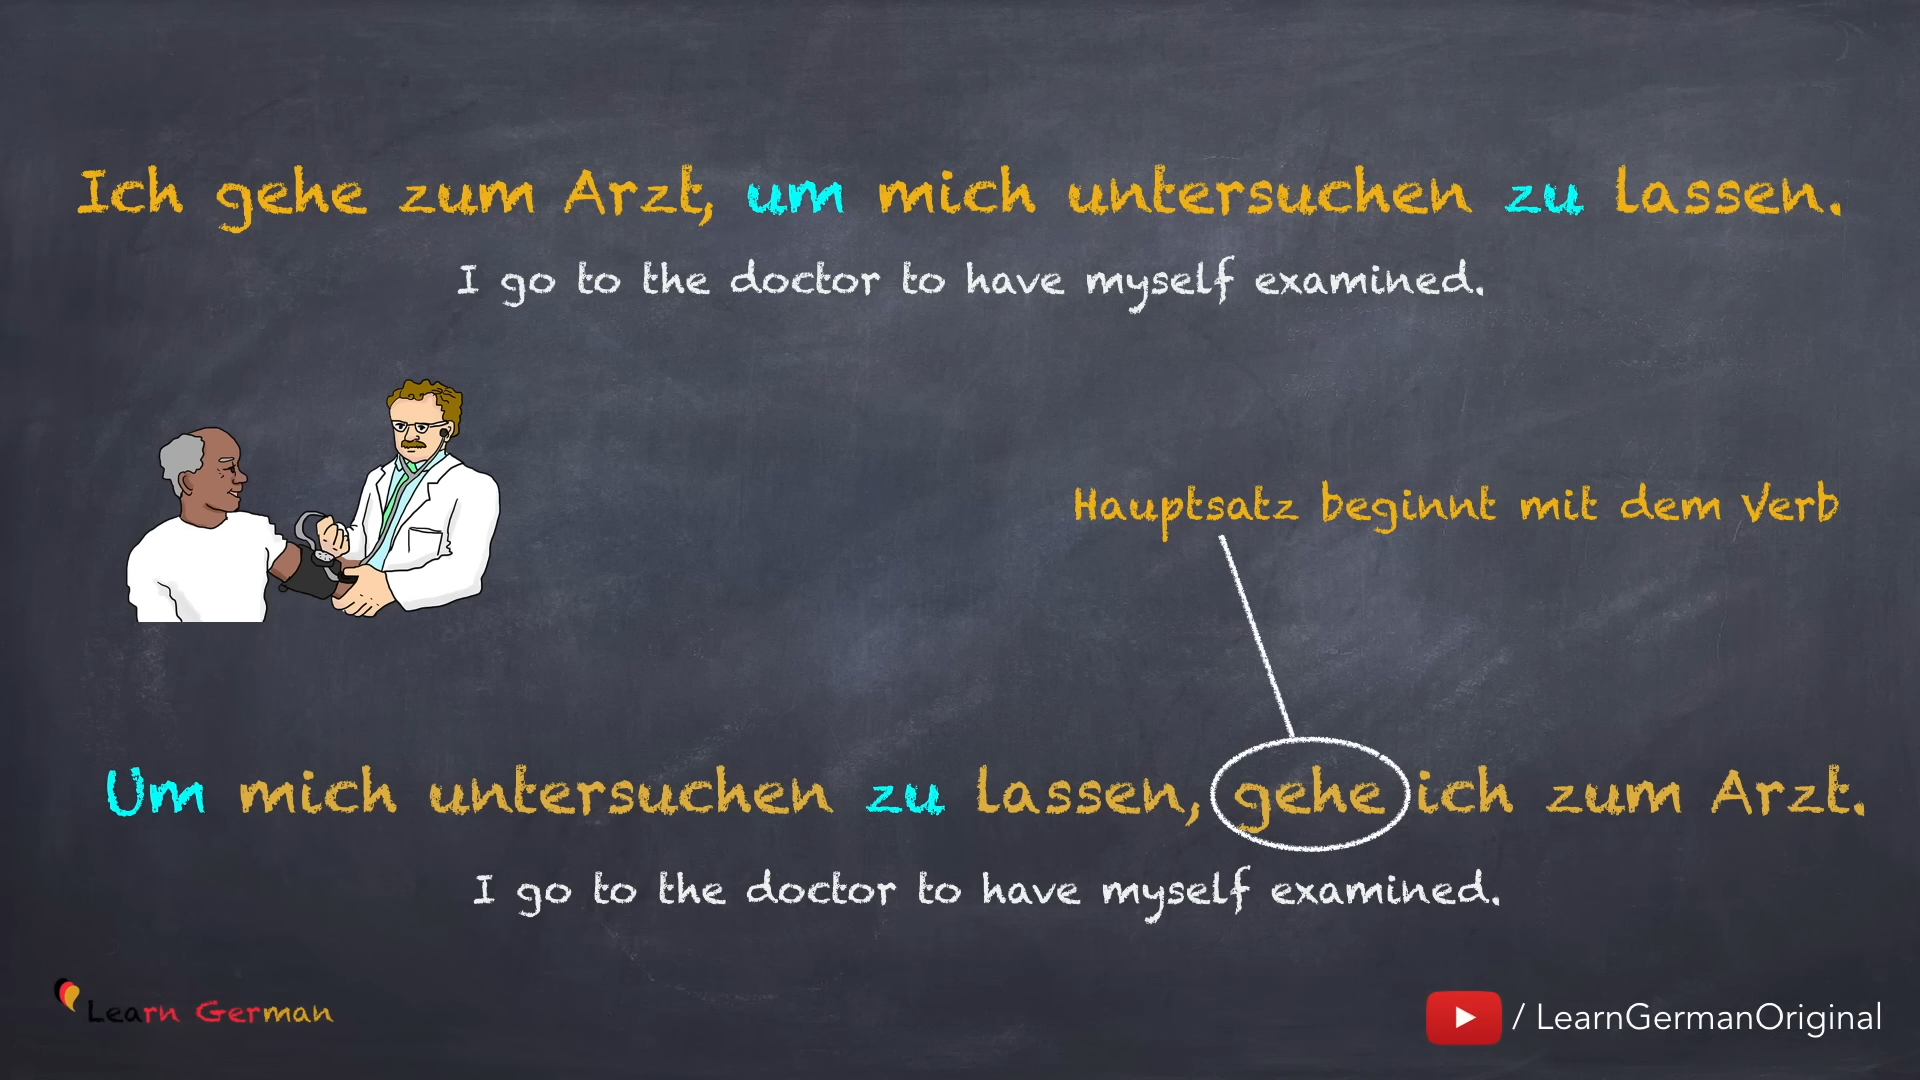 Ich gehe zum Arzt, um mich untersuchen zu lassen.
I go to the doctor to have myself examined.
Hauptsatz beginnt mit dem Verb
Um mich untersuchen zu lassen, gehe ich zum Arzt.
I go to the doctor to have myself examined.
Learn German
/ LearnGermanOriginal